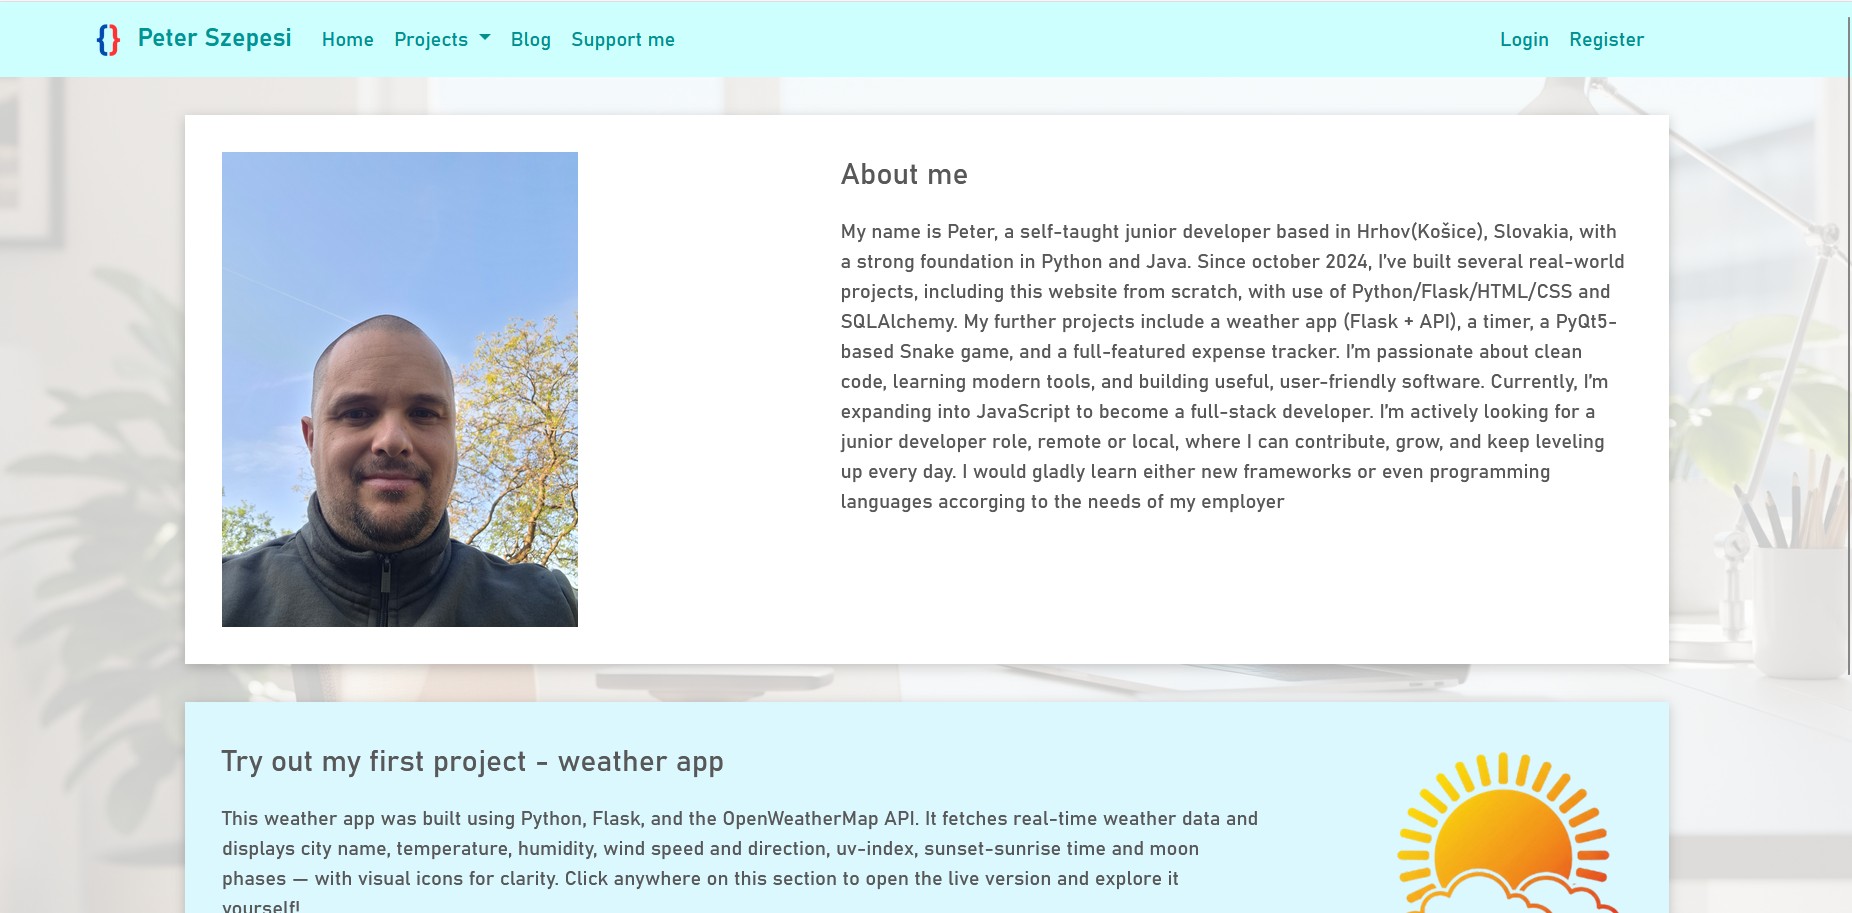 {} Peter Szepesi Home Projects Blog Support me Login Register
About me
My name is Peter, a self-taught junior developer based in Hrhov(Košice), Slovakia, with
a strong foundation in Python and Java. Since october 2024, I’ve built several real-world
projects, including this website from scratch, with use of Python/Flask/HTML/CSS and
SQLAlchemy. My further projects include a weather app (Flask + API), a timer, a PyQt5-
based Snake game, and a full-featured expense tracker. I’m passionate about clean
code, learning modern tools, and building useful, user-friendly software. Currently, I’m
expanding into JavaScript to become a full-stack developer. I’m actively looking for a
junior developer role, remote or local, where I can contribute, grow, and keep leveling
up every day. I would gladly learn either new frameworks or even programming
languages accorging to the needs of my employer
Try out my first project - weather app
This weather app was built using Python, Flask, and the OpenWeatherMap API. It fetches real-time weather data and
displays city name, temperature, humidity, wind speed and direction, uv-index, sunset-sunrise time and moon
phases — with visual icons for clarity. Click anywhere on this section to open the live version and explore it
yourself!